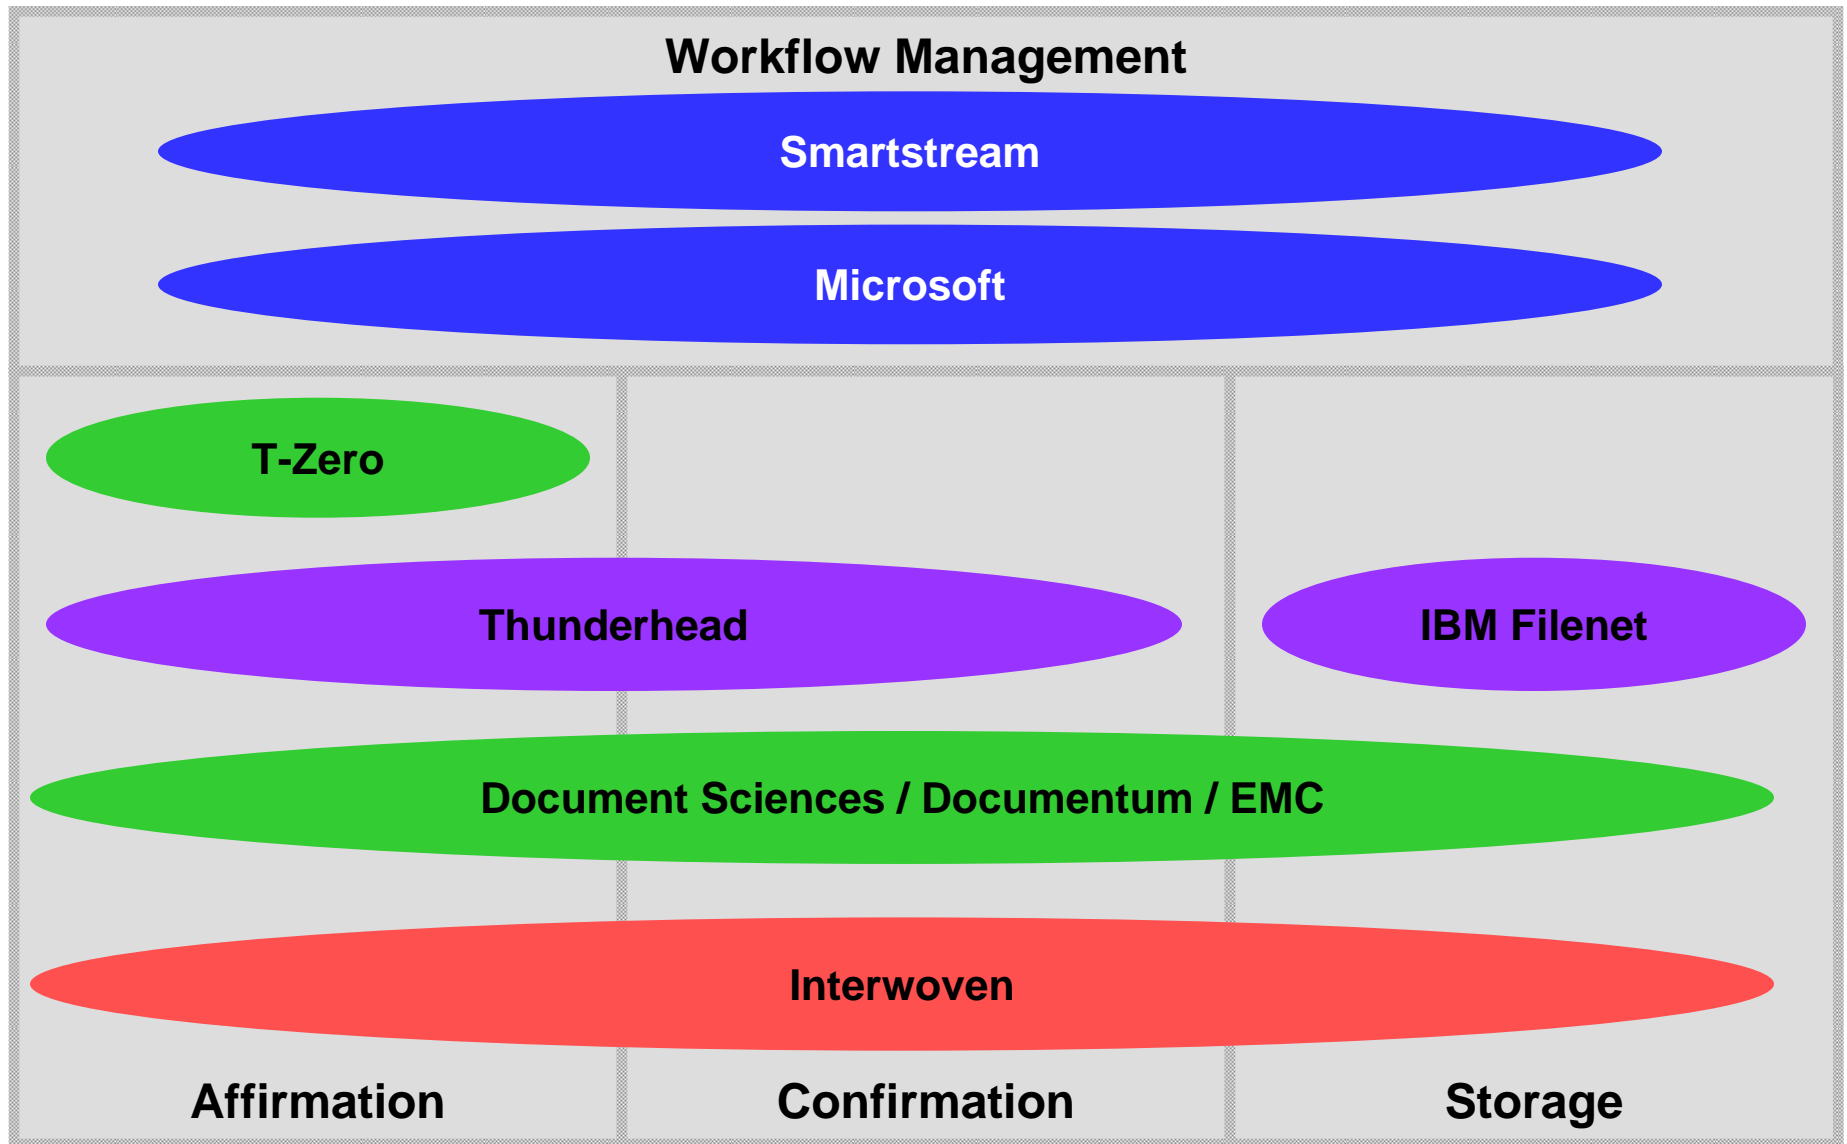 Workflow Management
Smartstream
Microsoft
T-Zero
Thunderhead
IBM Filenet
Document Sciences / Documentum / EMC
Interwoven
Affirmation
Confirmation
Storage